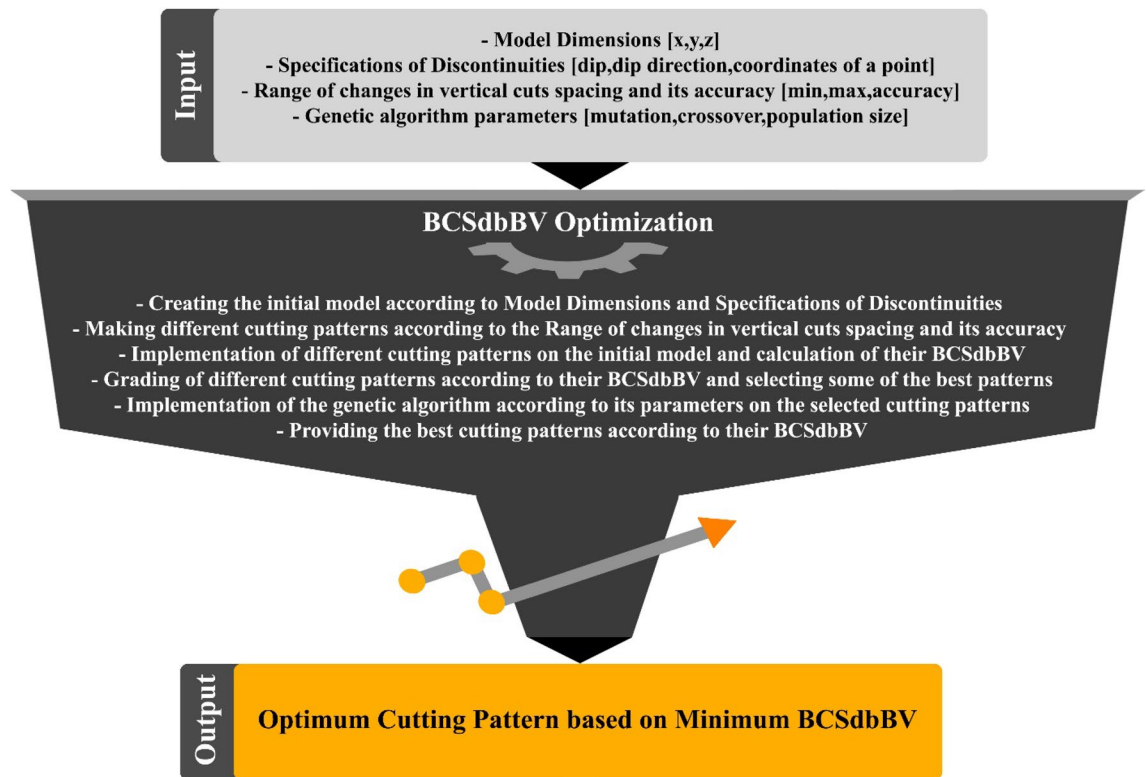 Input
- Model Dimensions [x,y,z]
- Specifications of Discontinuities [dip,dip direction,coordinates of a point]
- Range of changes in vertical cuts spacing and its accuracy [min,max,accuracy]
- Genetic algorithm parameters [mutation,crossover,population size]
BCSdbBV Optimization
- Creating the initial model according to Model Dimensions and Specifications of Discontinuities
- Making different cutting patterns according to the Range of changes in vertical cuts spacing and its accuracy
- Implementation of different cutting patterns on the initial model and calculation of their BCSdbBV
- Grading of different cutting patterns according to their BCSdbBV and selecting some of the best patterns
- Implementation of the genetic algorithm according to its parameters on the selected cutting patterns
- Providing the best cutting patterns according to their BCSdbBV
Output
Optimum Cutting Pattern based on Minimum BCSdbBV